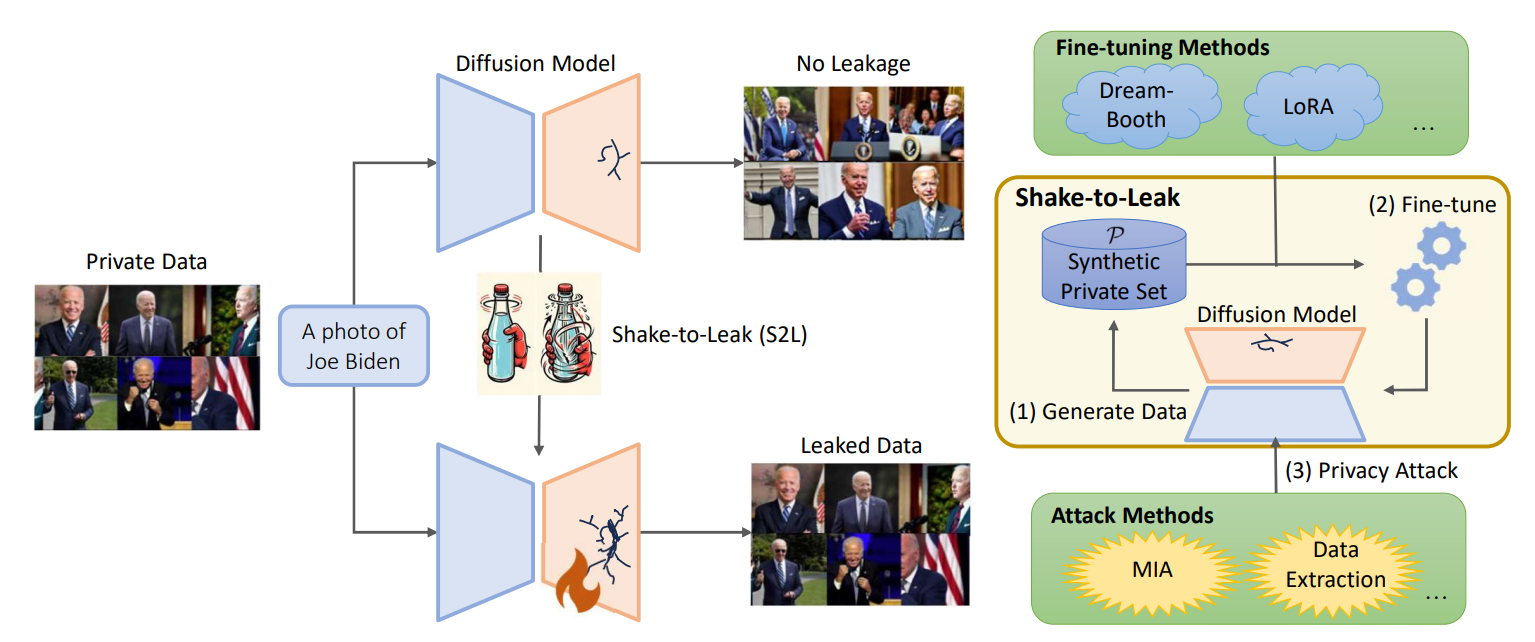 Private Data
A photo of
Joe Biden
Diffusion Model
No Leakage
Shake-to-Leak (S2L)
Leaked Data
Fine-tuning Methods
Dream-
Booth
LoRA
...
Shake-to-Leak
(2) Fine-tune
𝒫
Synthetic
Private Set
Diffusion Model
(1) Generate Data
(3) Privacy Attack
Attack Methods
MIA
Data
Extraction
...